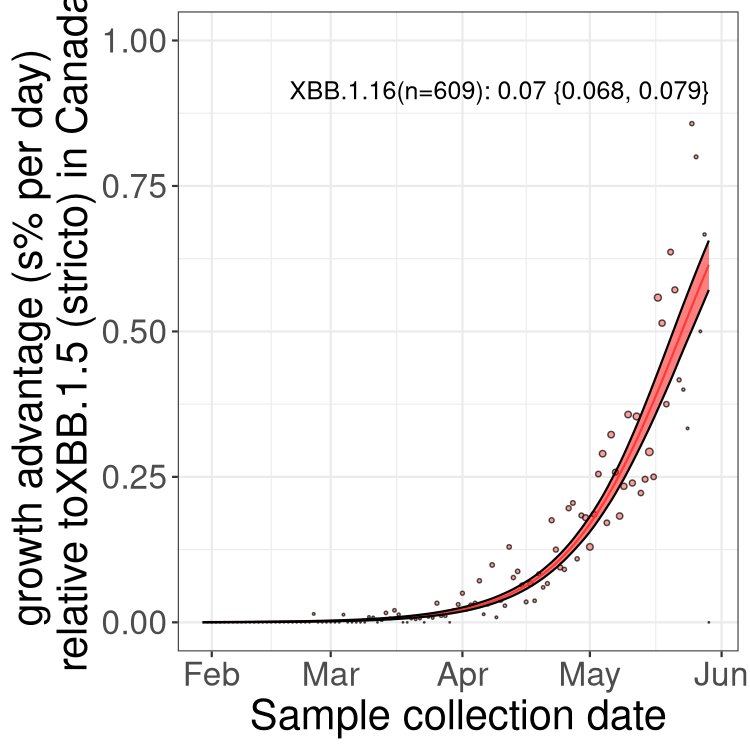 growth advantage (s% per day)
relative toXBB.1.5 (stricto) in Canada
1.00
0.75
0.50
0.25
0.00
XBB.1.16(n=609): 0.07 {0.068, 0.079}
Feb Mar Apr May Jun
Sample collection date